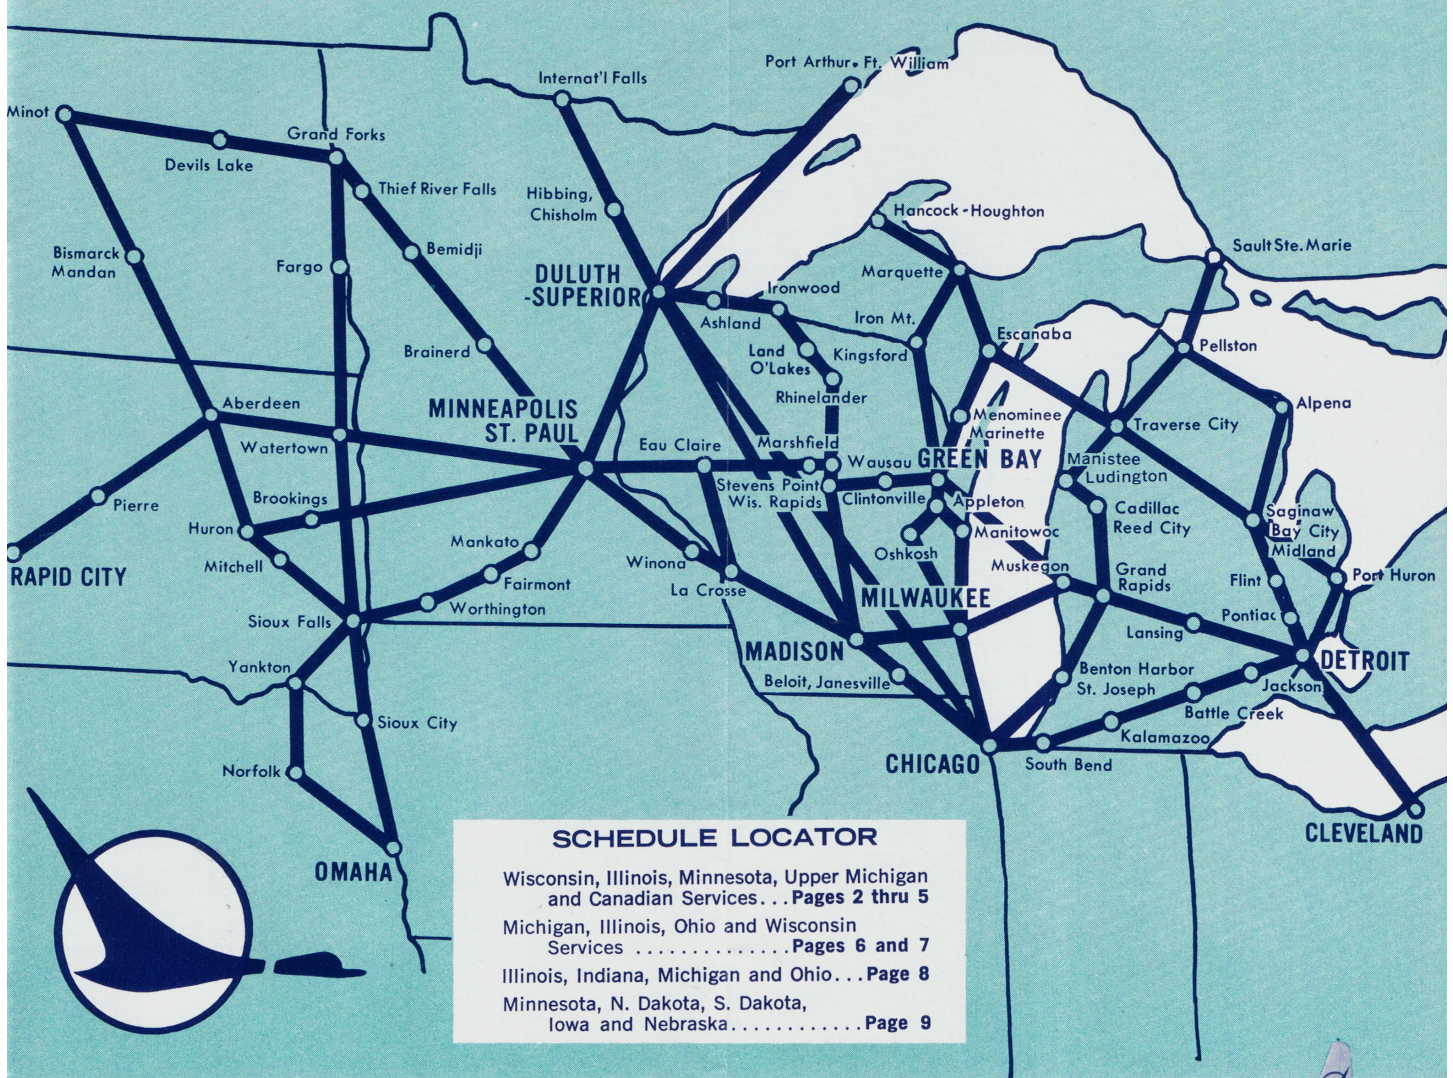 Port Arthur • Ft. William
Internat'l Falls
Minot
Grand Forks
Devils Lake
Thief River Falls
Hibbing,
Chisholm
Hancock-Houghton
Sault Ste. Marie
Bismarck
Mandan
Bemidji
Fargo
DULUTH
-SUPERIOR
Marquette
Ironwood
Ashland
Iron Mt.
Kingsford
Escanaba
Pellston
Brainerd
Land
O'Lakes
Rhinelander
Aberdeen
MINNEAPOLIS
ST. PAUL
Alpena
Menominee
Marinette
Traverse City
Watertown
Eau Claire
Marshfield
Wausau
GREEN BAY
Manistee
Ludington
Stevens Point
Wis. Rapids
Clintonville
Pierre
Brookings
Appleton
Cadillac
Reed City
Saginaw
Bay City
Midland
Huron
Mankato
Oshkosh
Manitowoc
RAPID CITY
Mitchell
Winona
Muskegon
Grand
Rapids
Flint
Port Huron
Fairmont
La Crosse
MILWAUKEE
Worthington
Sioux Falls
Pontiac
Lansing
MADISON
DETROIT
Yankton
Beloit, Janesville
Benton Harbor
St. Joseph
Jackson
Battle Creek
Sioux City
Kalamazoo
Norfolk
CHICAGO
South Bend
CLEVELAND
OMAHA
SCHEDULE LOCATOR
Wisconsin, Illinois, Minnesota, Upper Michigan
and Canadian Services...Pages 2 thru 5
Michigan, Illinois, Ohio and Wisconsin
Services ..............Pages 6 and 7
Illinois, Indiana, Michigan and Ohio...Page 8
Minnesota, N. Dakota, S. Dakota,
Iowa and Nebraska............Page 9